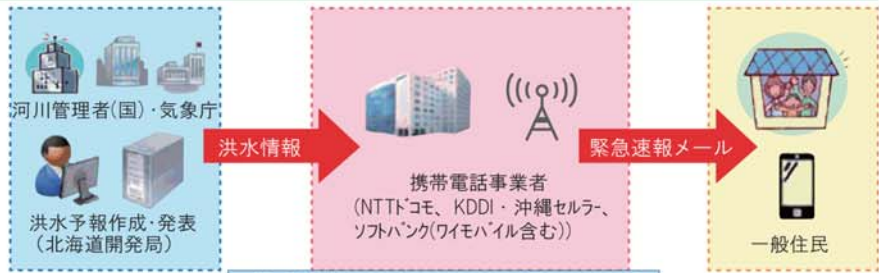 河川管理者(国)・気象庁
洪水予報作成・発表
(北海道開発局)
洪水情報
携帯電話事業者
(NTTドコモ、KDDI・沖縄セルラー、
ソフトバンク(ワイモバイル含む))
緊急速報メール
一般住民